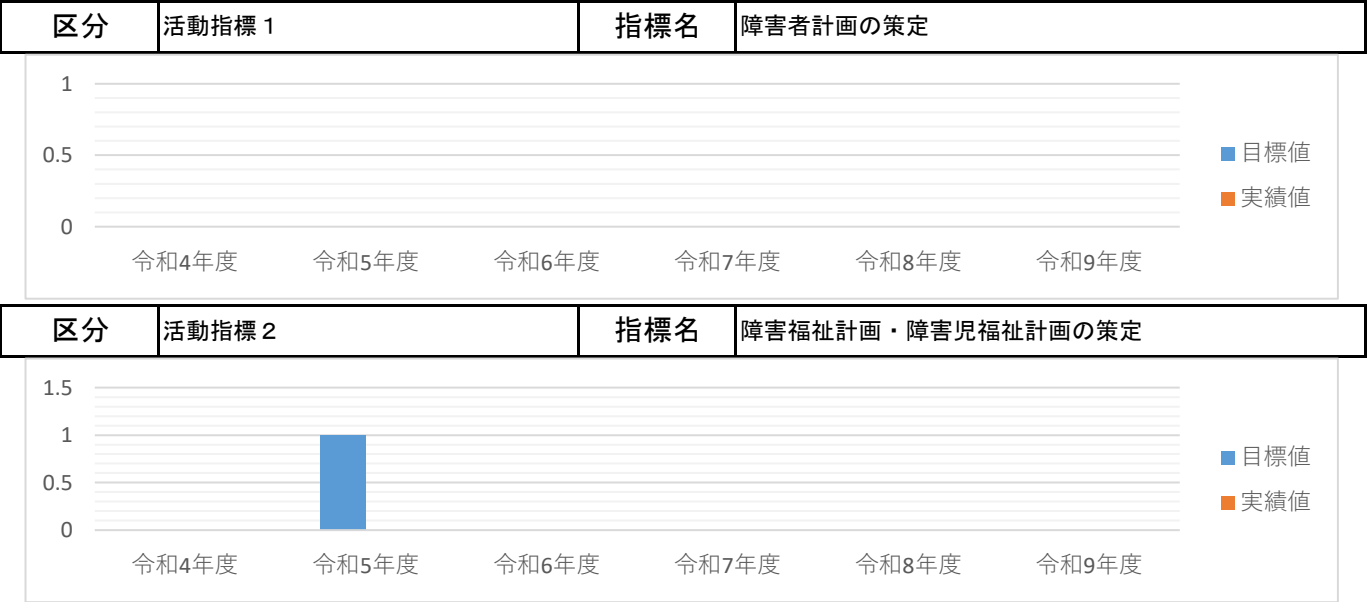 区分 活動指標１ 指標名 障害者計画の策定
1
0.5
0
令和4年度 令和5年度 令和6年度 令和7年度 令和8年度 令和9年度
目標値
実績値
区分 活動指標２ 指標名 障害福祉計画・障害児福祉計画の策定
1.5
1
0.5
0
令和4年度 令和5年度 令和6年度 令和7年度 令和8年度 令和9年度
目標値
実績値